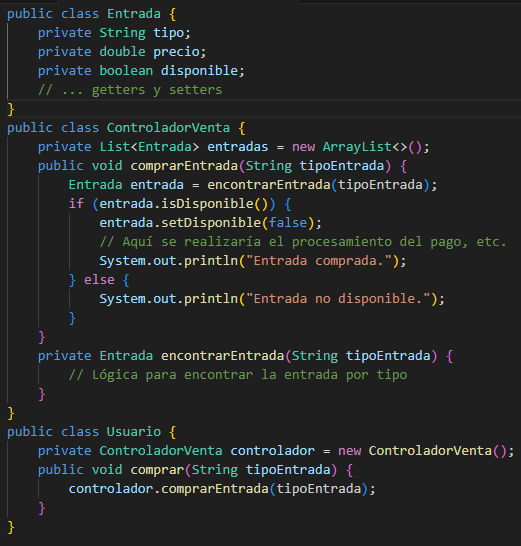 public class Entrada {
    private String tipo;
    private double precio;
    private boolean disponible;
    // ... getters y setters
}
public class ControladorVenta {
    private List<Entrada> entradas = new ArrayList<>();
    public void comprarEntrada(String tipoEntrada) {
        Entrada entrada = encontrarEntrada(tipoEntrada);
        if (entrada.isDisponible()) {
            entrada.setDisponible(false);
            // Aquí se realizaría el procesamiento del pago, etc.
            System.out.println("Entrada comprada.");
        } else {
            System.out.println("Entrada no disponible.");
        }
    }
    private Entrada encontrarEntrada(String tipoEntrada) {
        // Lógica para encontrar la entrada por tipo
    }
}
public class Usuario {
    private ControladorVenta controlador = new ControladorVenta();
    public void comprar(String tipoEntrada) {
        controlador.comprarEntrada(tipoEntrada);
    }
}